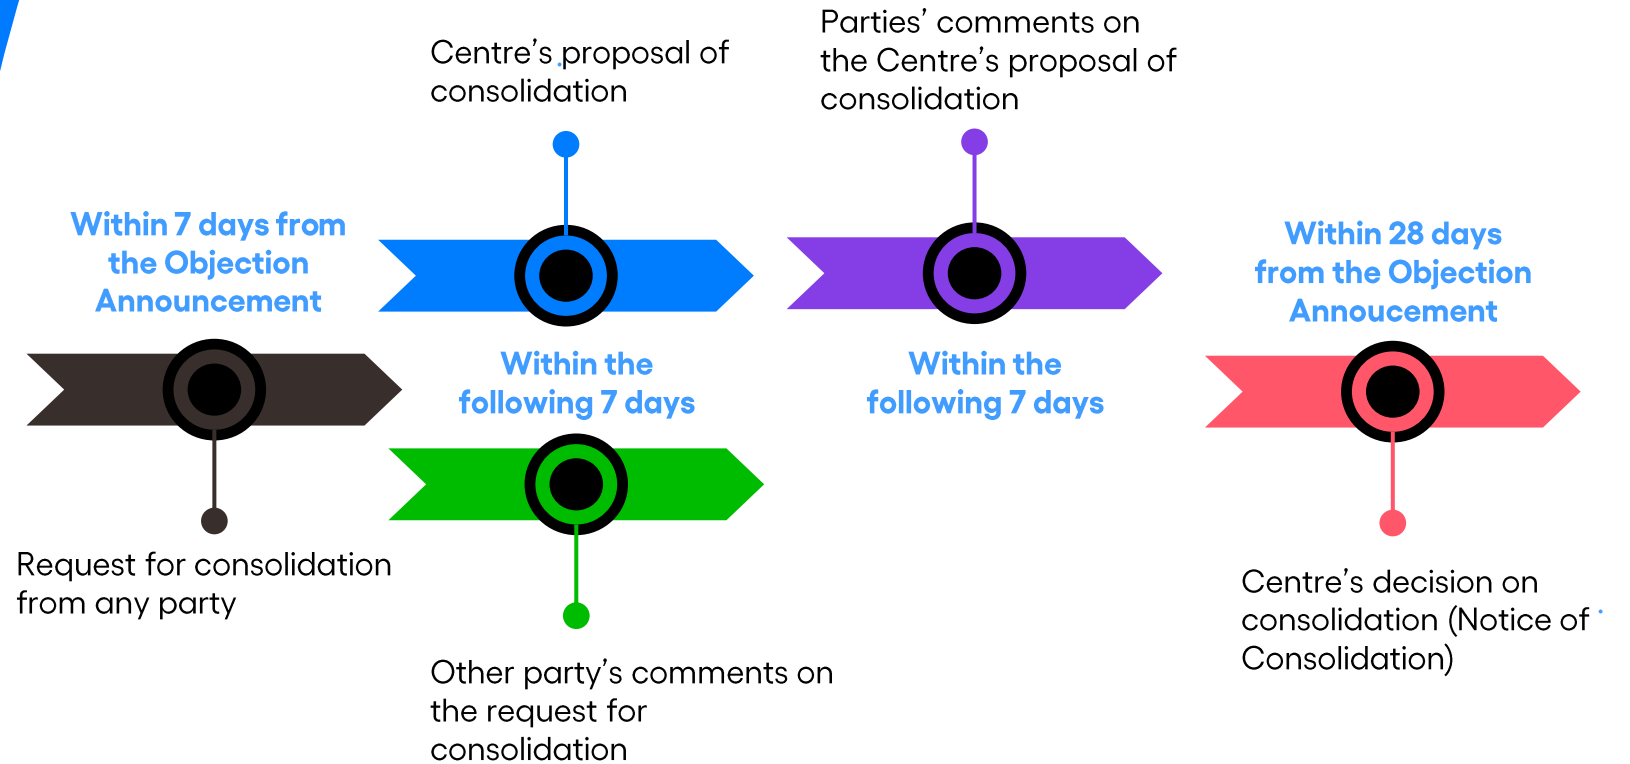 Within 7 days from
the Objection
Announcement
Request for consolidation
from any party
Centre’s proposal of
consolidation
Within the
following 7 days
Other party’s comments on
the request for
consolidation
Parties’ comments on
the Centre’s proposal of
consolidation
Within the
following 7 days
Within 28 days
from the Objection
Annoucement
Centre’s decision on
consolidation (Notice of
Consolidation)